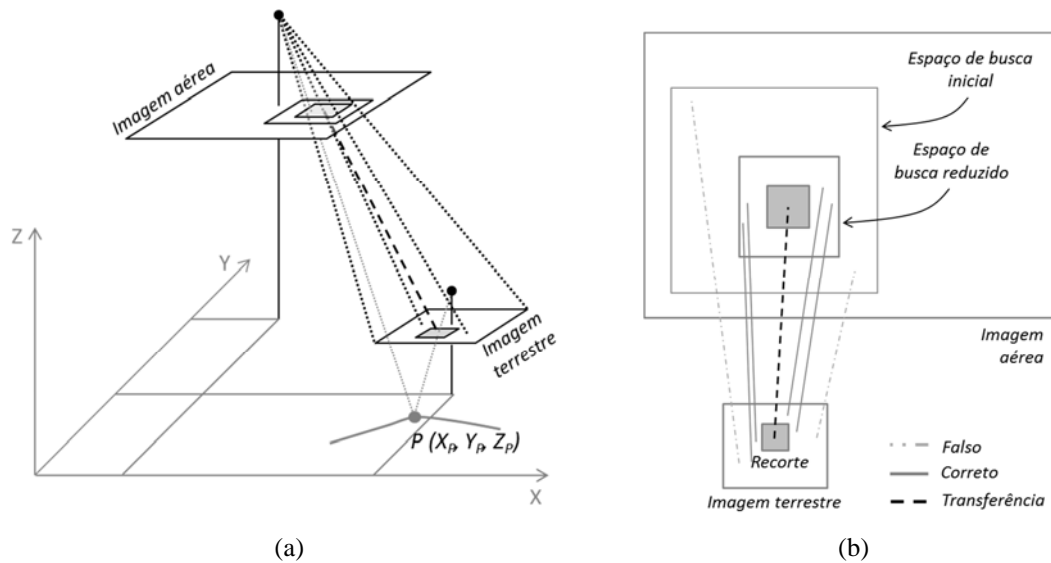 Imagem aérea
Z
Y
Imagem
terrestre
P (X_P, Y_P, Z_P)
X
(a)
Espaço de busca
inicial
Espaço de
busca reduzido
Imagem
aérea
Recorte
Imagem terrestre
Falso
Correto
Transferência
(b)